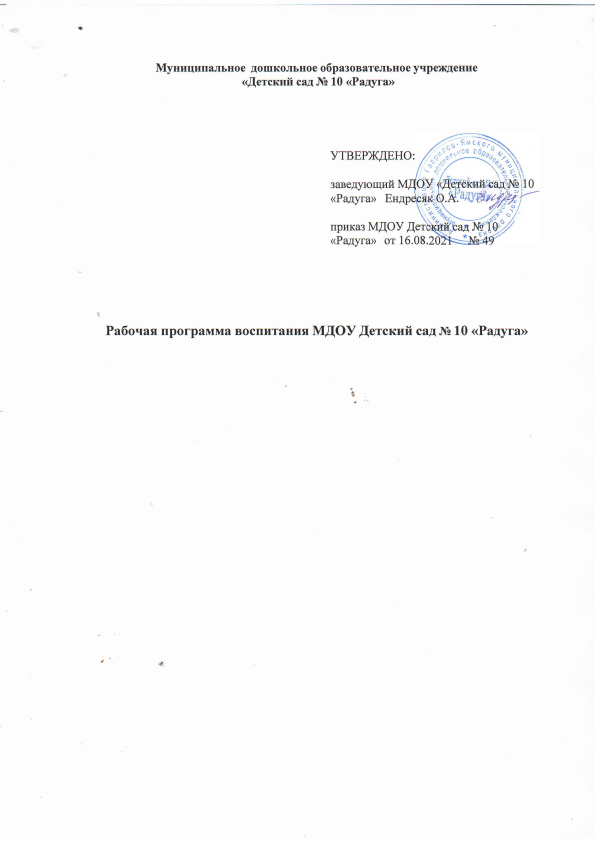 Муниципальное дошкольное образовательное учреждение
«Детский сад № 10 «Радуга»
УТВЕРЖДЕНО:
заведующий МДОУ «Детский сад № 10
«Радуга» Ендресяк О.А.
приказ МДОУ Детский сад № 10
«Радуга» от 16.08.2021 № 49
Рабочая программа воспитания МДОУ Детский сад № 10 «Радуга»